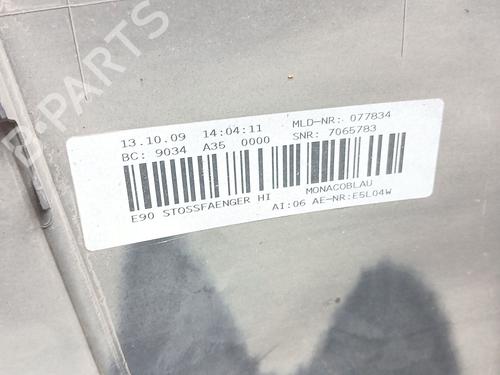 B-PARTS
13.10.09 14:04:11 MLD-NR: 077834
BC: 9034 A35 0000 SNR: 7065783
E90 STOSSFAENGER HI MONACOBLAU
AI:06 AE-NR:E5L04W